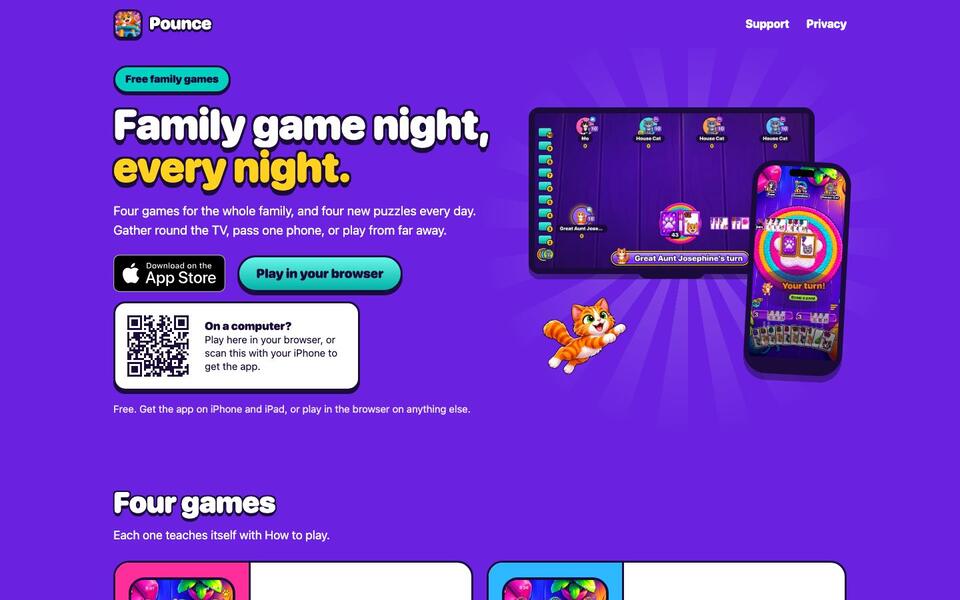 Pounce
Support
Privacy
Free family games
Family game night,
every night.
Four games for the whole family, and four new puzzles every day.
Gather round the TV, pass one phone, or play from far away.
Download on the
App Store
Play in your browser
On a computer?
Play here in your browser, or
scan this with your iPhone to
get the app.
Free. Get the app on iPhone and iPad, or play in the browser on anything else.
Me
House Cat
House Cat
House Cat
Great Aunt Jose...
43
Great Aunt Josephine's turn
Your turn!
Four games
Each one teaches itself with How to play.